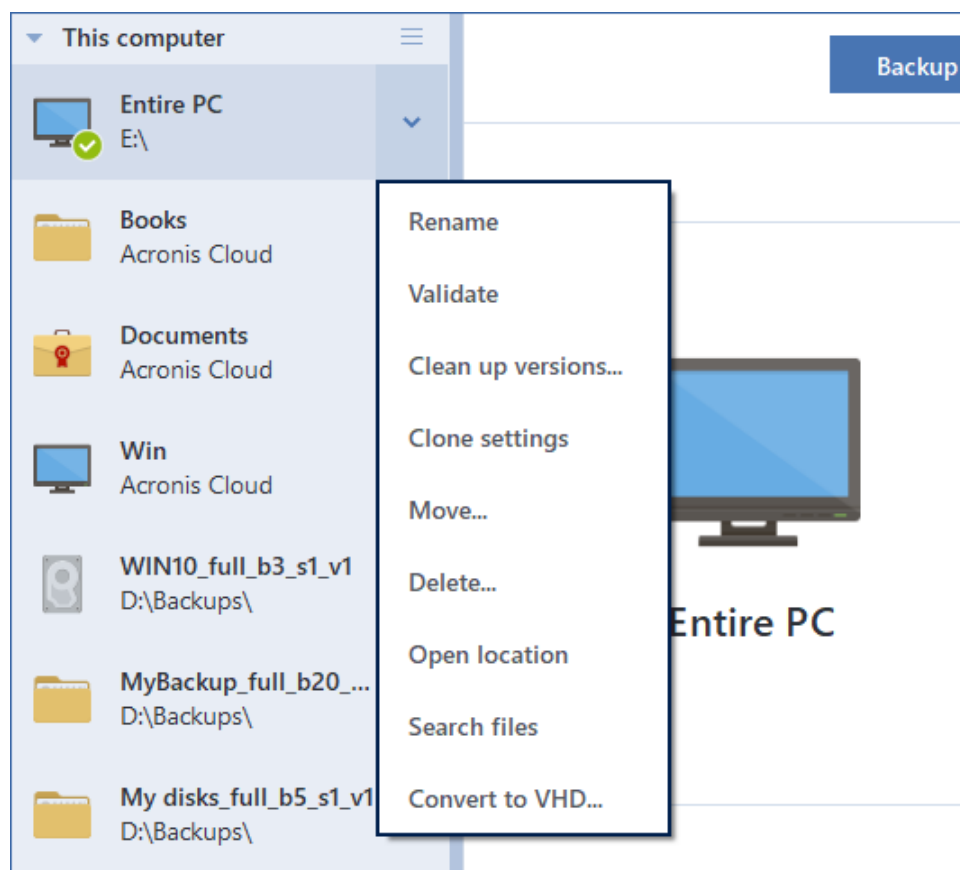 This computer
Backup
Entire PC
E:\
Books
Acronis Cloud
Documents
Acronis Cloud
Win
Acronis Cloud
WIN10_full_b3_s1_v1
D:\Backups\
MyBackup_full_b20_...
D:\Backups\
My disks_full_b5_s1_v1
D:\Backups\
Rename
Validate
Clean up versions...
Clone settings
Move...
Delete...
Open location
Search files
Convert to VHD...
Entire PC